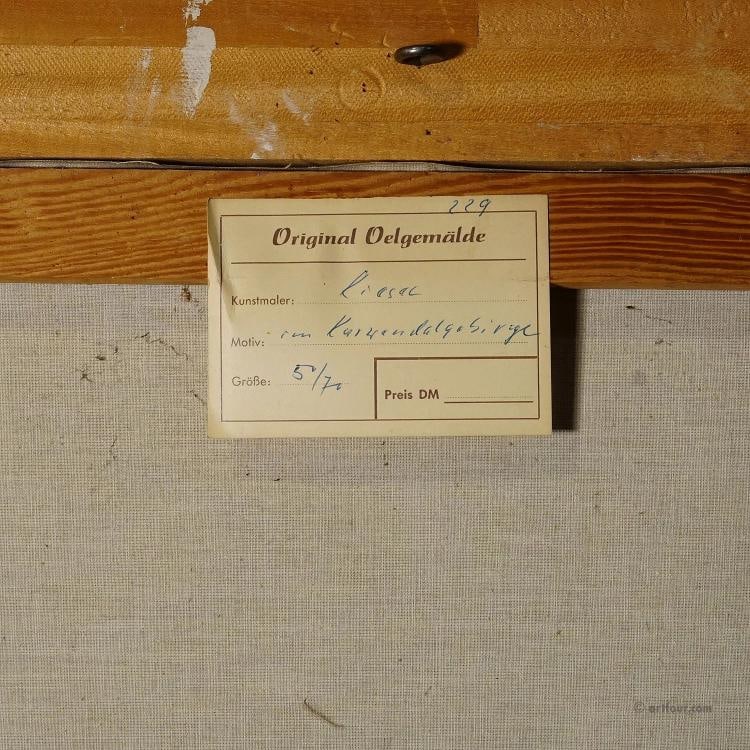 229
Original Oelgemälde
Kunstmaler:
Motiv: im Karwendelgebirge
Größe: 50/70
Preis DM
© artfour.com